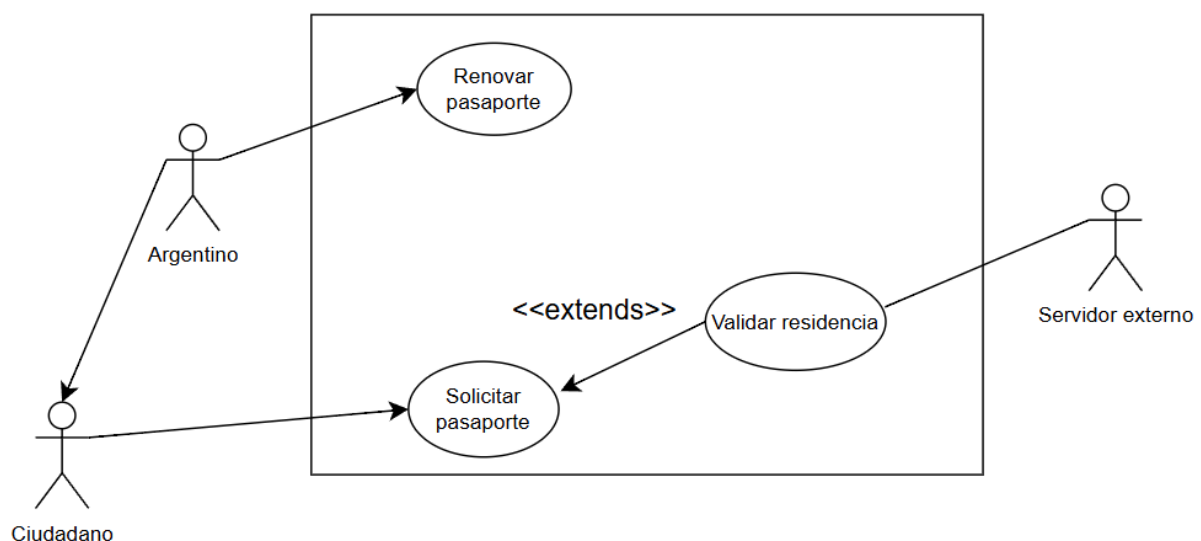 Renovar
pasaporte
Argentino
<<extends>>
Validar residencia
Servidor externo
Solicitar
pasaporte
Ciudadano